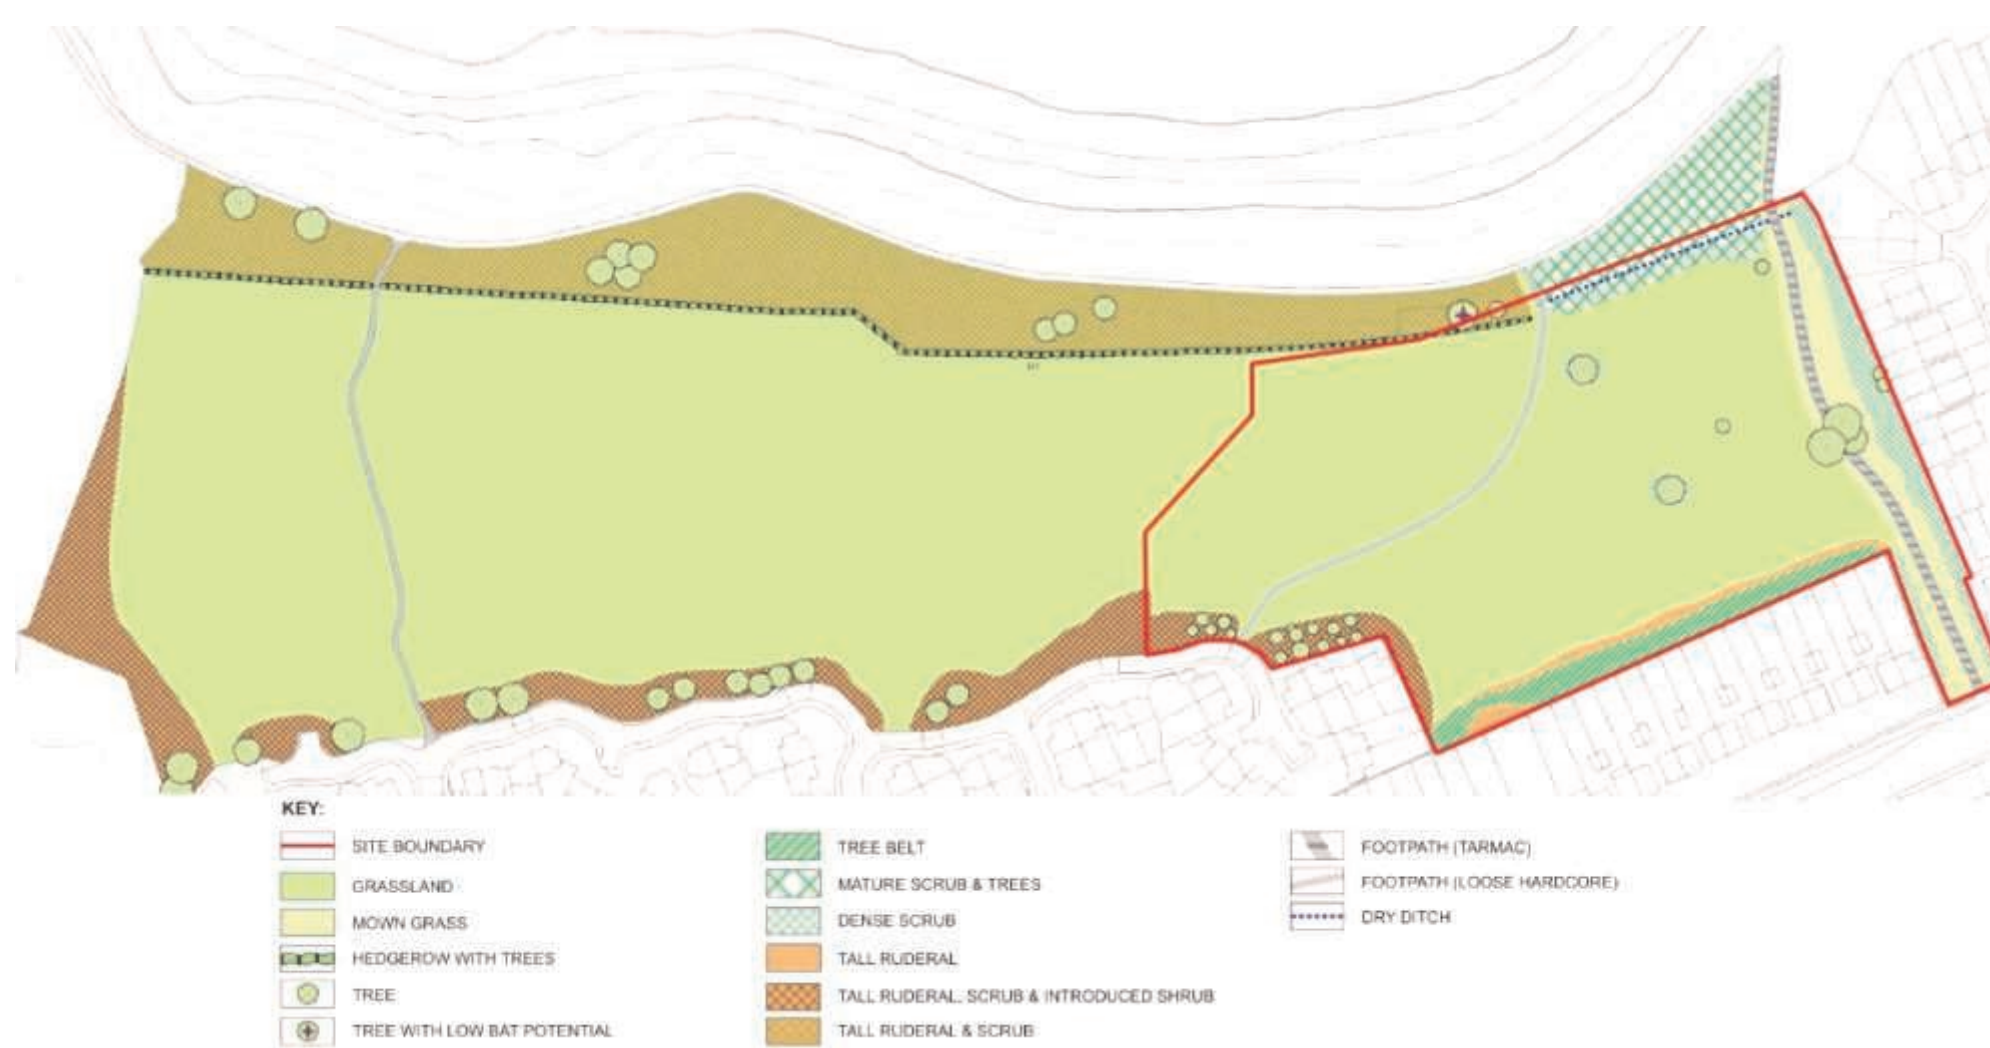 KEY:
SITE BOUNDARY
GRASSLAND
MOWN GRASS
HEDGEROW WITH TREES
TREE
TREE WITH LOW BAT POTENTIAL
TREE BELT
MATURE SCRUB & TREES
DENSE SCRUB
TALL RUDERAL
TALL RUDERAL, SCRUB & INTRODUCED SHRUB
TALL RUDERAL & SCRUB
FOOTPATH (TARMAC)
FOOTPATH (LOOSE HARDCORE)
DRY DITCH